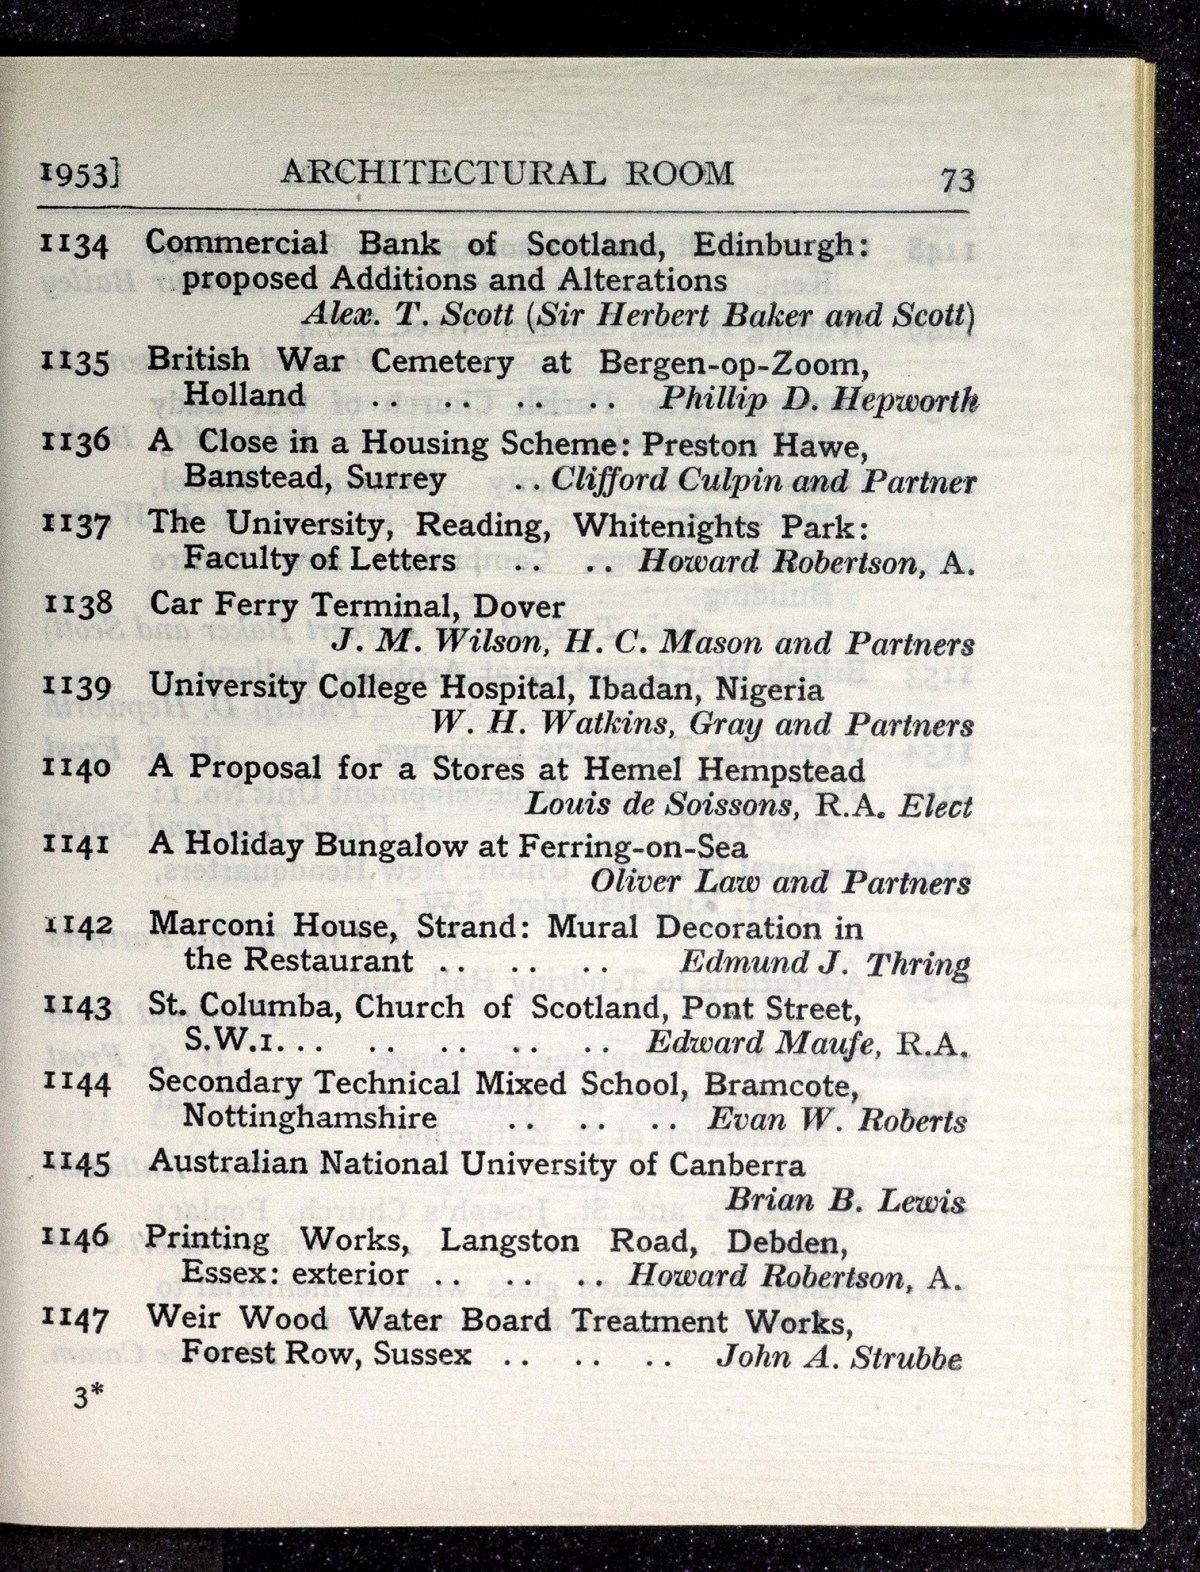 1953] ARCHITECTURAL ROOM 73
1134 Commercial Bank of Scotland, Edinburgh:
proposed Additions and Alterations
Alex. T. Scott (Sir Herbert Baker and Scott)
1135 British War Cemetery at Bergen-op-Zoom,
Holland .. .. .. .. Phillip D. Hepworth
1136 A Close in a Housing Scheme: Preston Hawe,
Banstead, Surrey .. Clifford Culpin and Partner
1137 The University, Reading, Whitenights Park:
Faculty of Letters .. .. Howard Robertson, A.
1138 Car Ferry Terminal, Dover
J. M. Wilson, H. C. Mason and Partners
1139 University College Hospital, Ibadan, Nigeria
W. H. Watkins, Gray and Partners
1140 A Proposal for a Stores at Hemel Hempstead
Louis de Soissons, R.A. Elect
1141 A Holiday Bungalow at Ferring-on-Sea
Oliver Law and Partners
1142 Marconi House, Strand: Mural Decoration in
the Restaurant .. .. .. Edmund J. Thring
1143 St. Columba, Church of Scotland, Pont Street,
S.W.1. .. .. .. .. .. Edward Maufe, R.A.
1144 Secondary Technical Mixed School, Bramcote,
Nottinghamshire .. .. .. Evan W. Roberts
1145 Australian National University of Canberra
Brian B. Lewis
1146 Printing Works, Langston Road, Debden,
Essex: exterior .. .. .. Howard Robertson, A.
1147 Weir Wood Water Board Treatment Works,
Forest Row, Sussex .. .. .. John A. Strubbe
3*